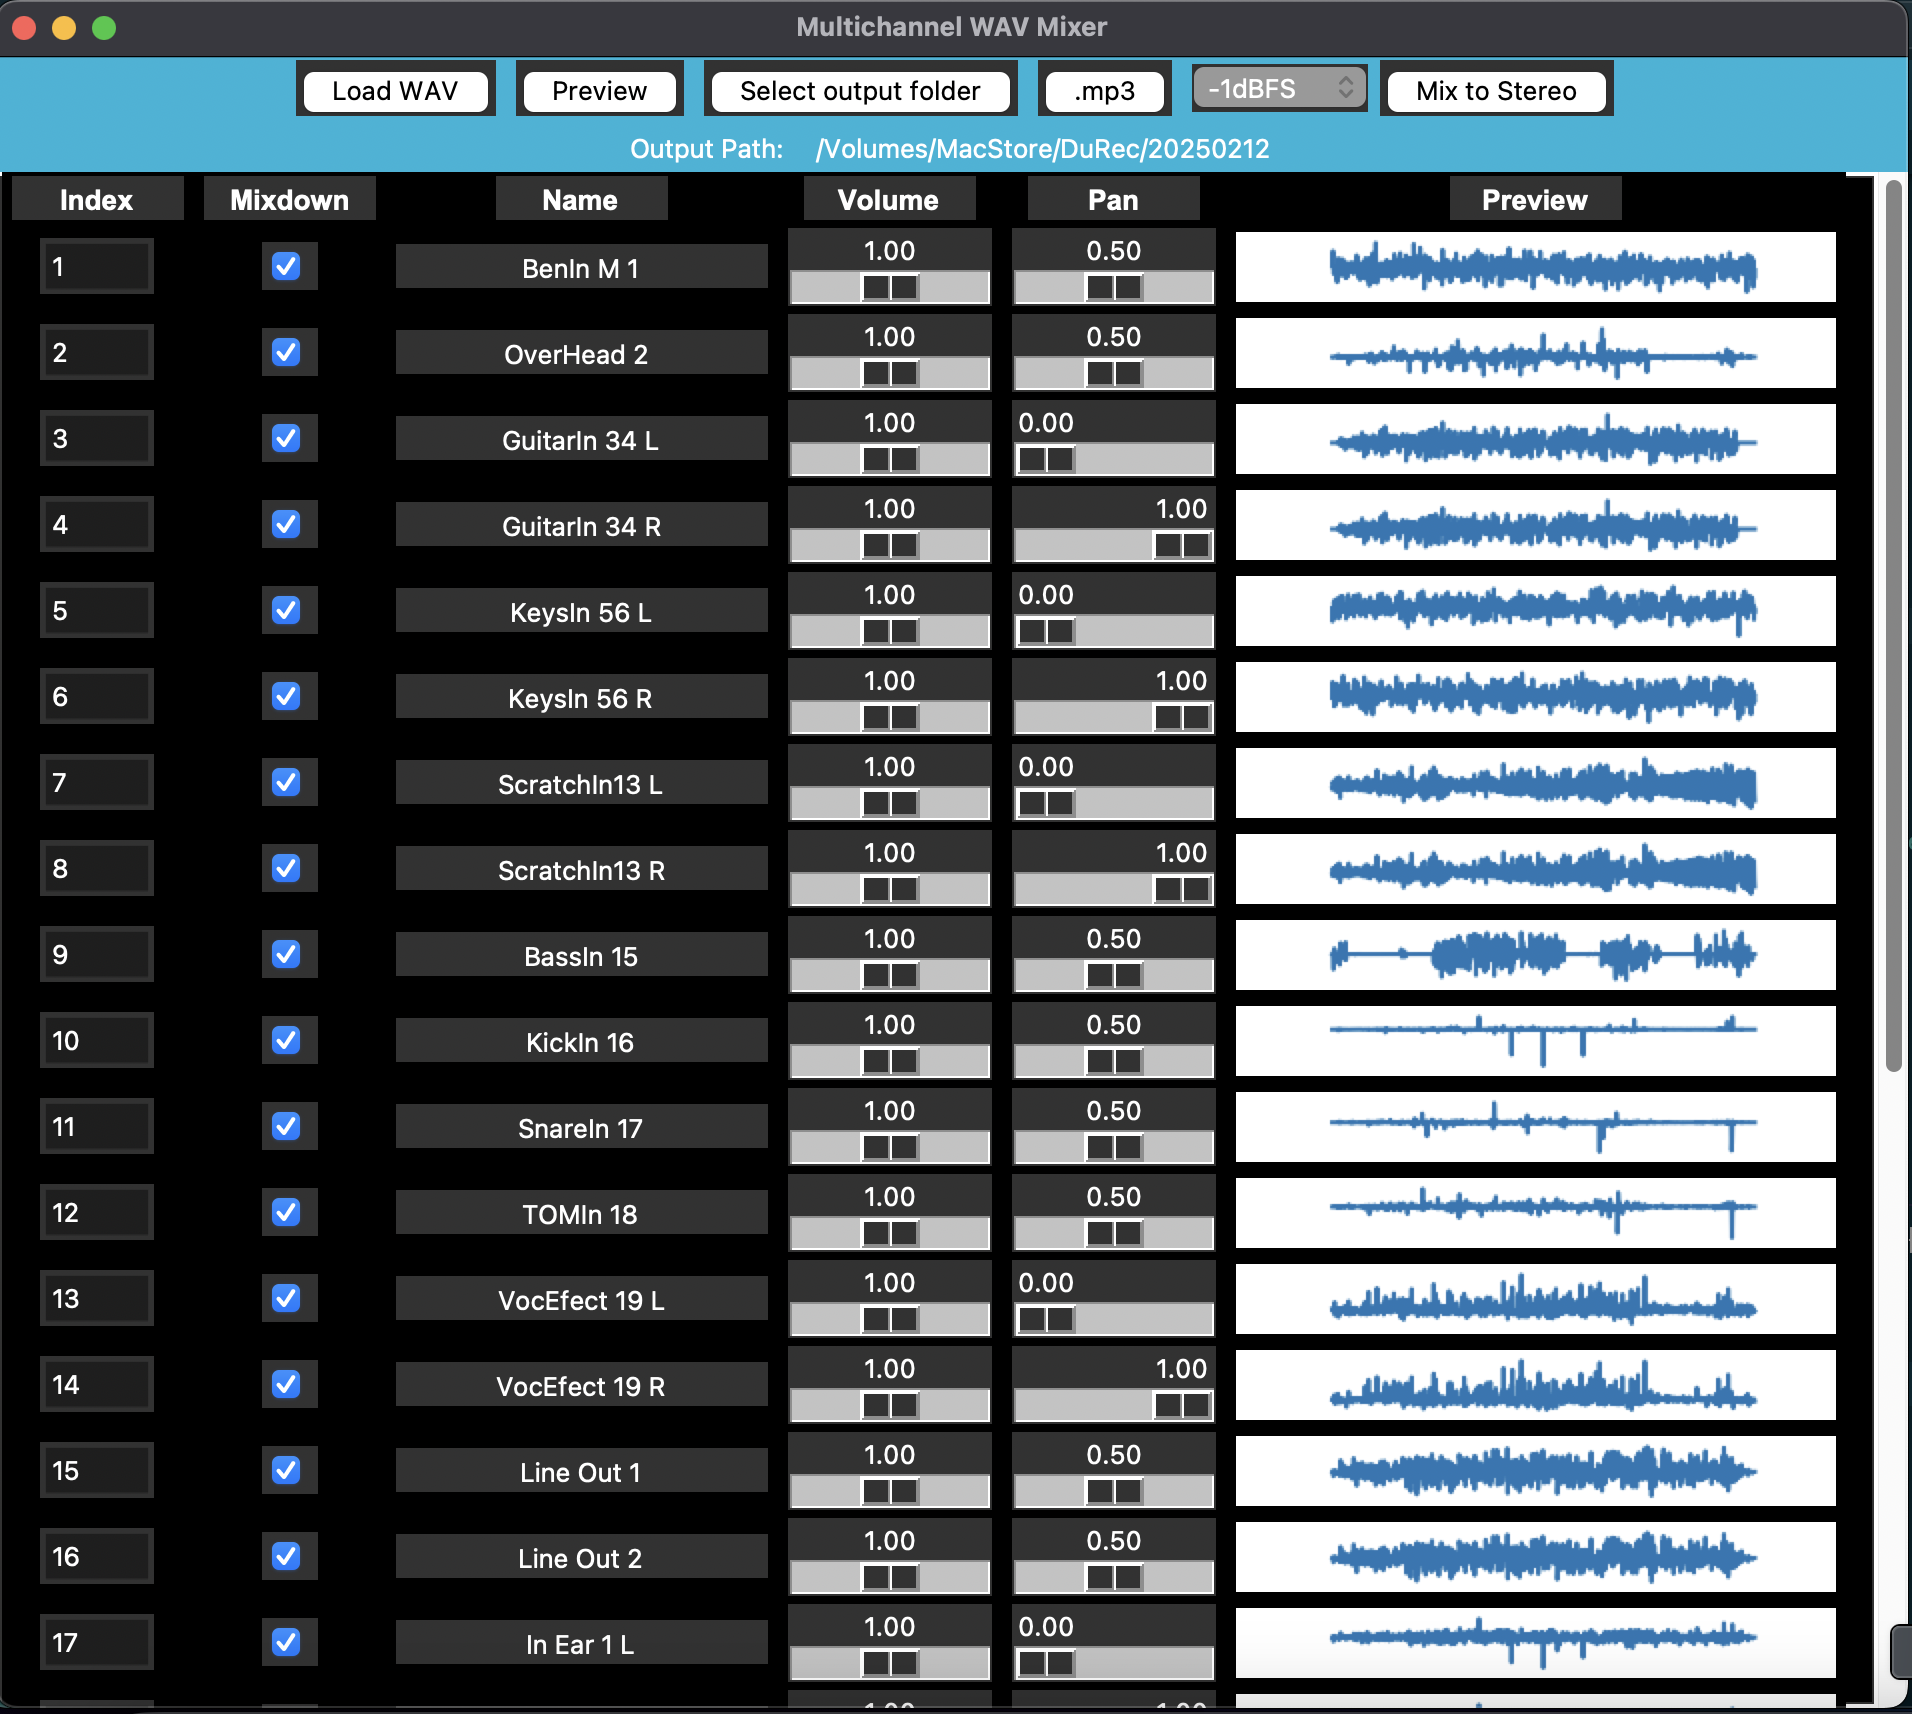 Multichannel WAV Mixer
Load WAV Preview Select output folder .mp3 -1dBFS Mix to Stereo
Output Path: /Volumes/MacStore/DuRec/20250212
Index Mixdown Name Volume Pan Preview
1 BenIn M 1 1.00 0.50
2 OverHead 2 1.00 0.50
3 GuitarIn 34 L 1.00 0.00
4 GuitarIn 34 R 1.00 1.00
5 KeysIn 56 L 1.00 0.00
6 KeysIn 56 R 1.00 1.00
7 ScratchIn13 L 1.00 0.00
8 ScratchIn13 R 1.00 1.00
9 BassIn 15 1.00 0.50
10 KickIn 16 1.00 0.50
11 SnareIn 17 1.00 0.50
12 TOMIn 18 1.00 0.50
13 VocEfect 19 L 1.00 0.00
14 VocEfect 19 R 1.00 1.00
15 Line Out 1 1.00 0.50
16 Line Out 2 1.00 0.50
17 In Ear 1 L 1.00 0.00
1.00 1.00